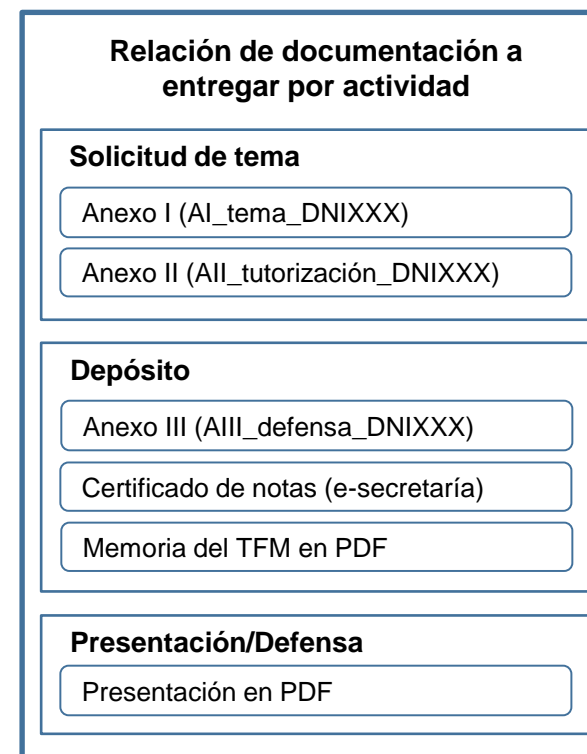 Relación de documentación a
entregar por actividad
Solicitud de tema
Anexo I (AI_tema_DNIXXX)
Anexo II (AII_tutorización_DNIXXX)
Depósito
Anexo III (AIII_defensa_DNIXXX)
Certificado de notas (e-secretaría)
Memoria del TFM en PDF
Presentación/Defensa
Presentación en PDF